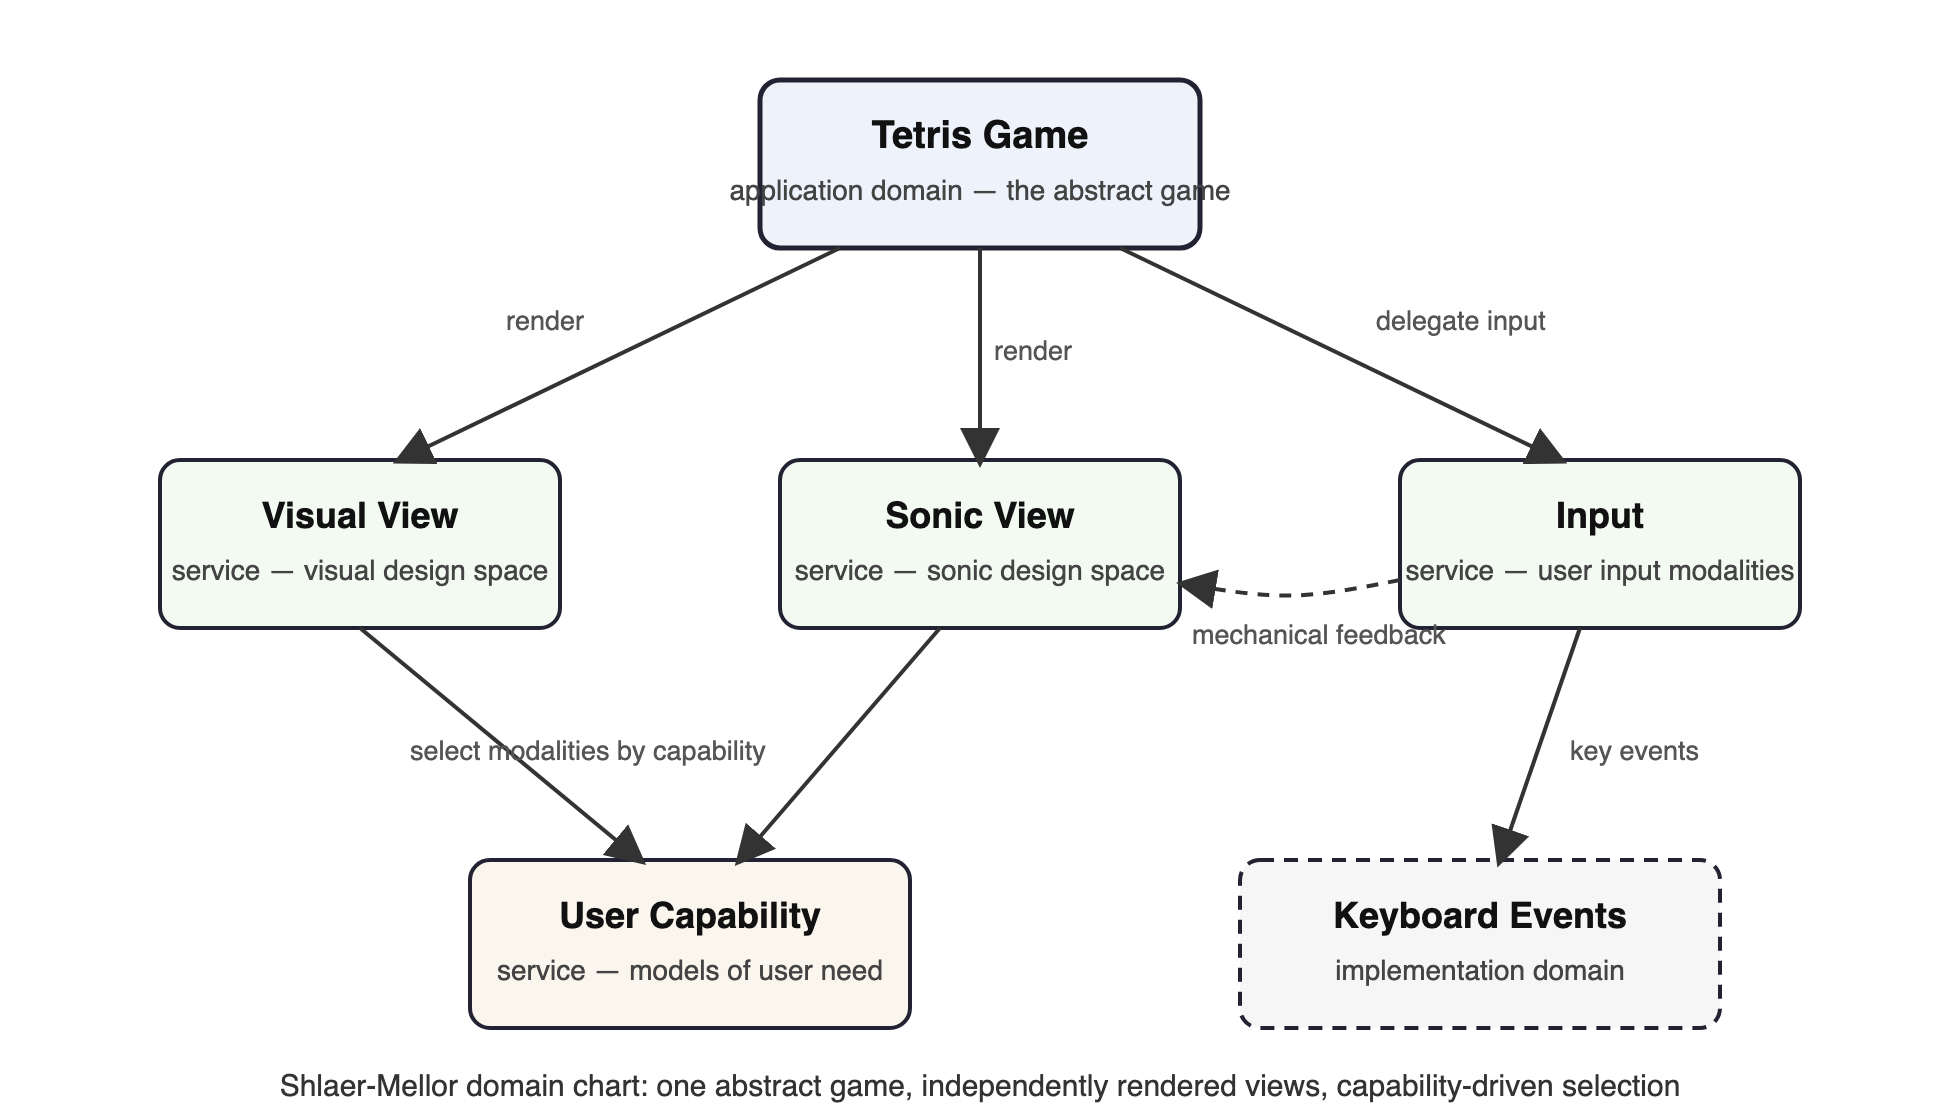 Tetris Game
application domain — the abstract game
render
render
delegate input
Visual View
service — visual design space
Sonic View
service — sonic design space
Input
service — user input modalities
mechanical feedback
select modalities by capability
key events
User Capability
service — models of user need
Keyboard Events
implementation domain
Shlaer-Mellor domain chart: one abstract game, independently rendered views, capability-driven selection